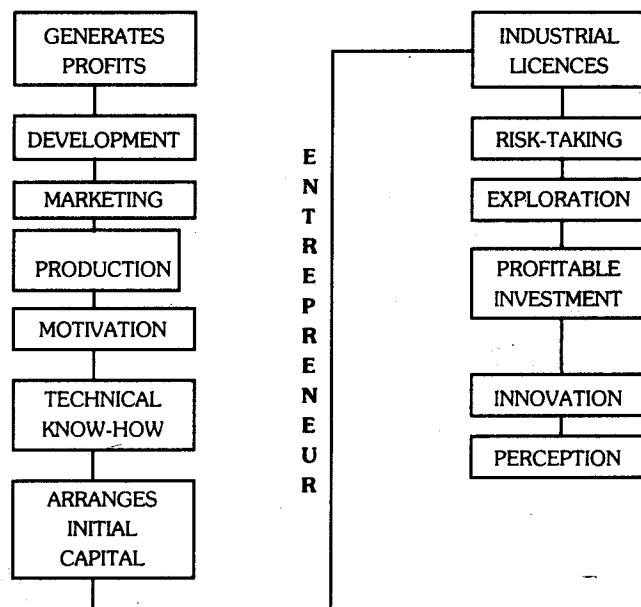 GENERATES
PROFITS
DEVELOPMENT
MARKETING
PRODUCTION
MOTIVATION
TECHNICAL
KNOW-HOW
ARRANGES
INITIAL
CAPITAL
ENTREPRENEUR
INDUSTRIAL
LICENCES
RISK-TAKING
EXPLORATION
PROFITABLE
INVESTMENT
INNOVATION
PERCEPTION